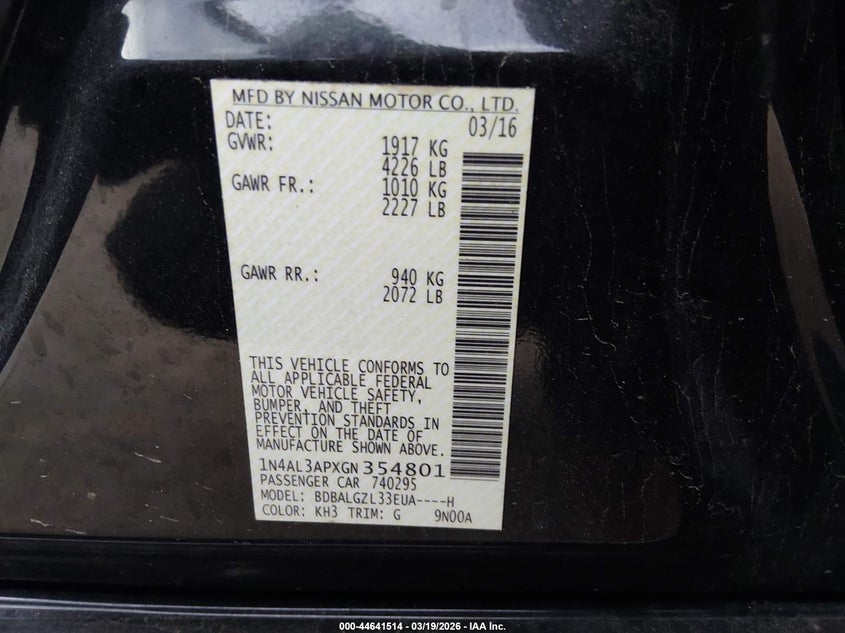 MFD BY NISSAN MOTOR CO., LTD.
DATE: 03/16
GVWR: 1917 KG
4226 LB
GAWR FR.: 1010 KG
2227 LB
GAWR RR.: 940 KG
2072 LB
THIS VEHICLE CONFORMS TO
ALL APPLICABLE FEDERAL
MOTOR VEHICLE SAFETY,
BUMPER, AND THEFT
PREVENTION STANDARDS IN
EFFECT ON THE DATE OF
MANUFACTURE SHOWN ABOVE.
1N4AL3APXGN354801
PASSENGER CAR 740295
MODEL: BDBALGZL33EUA----H
COLOR: KH3 TRIM: G 9N00A
000-44641514 — 03/19/2026 — IAA Inc.